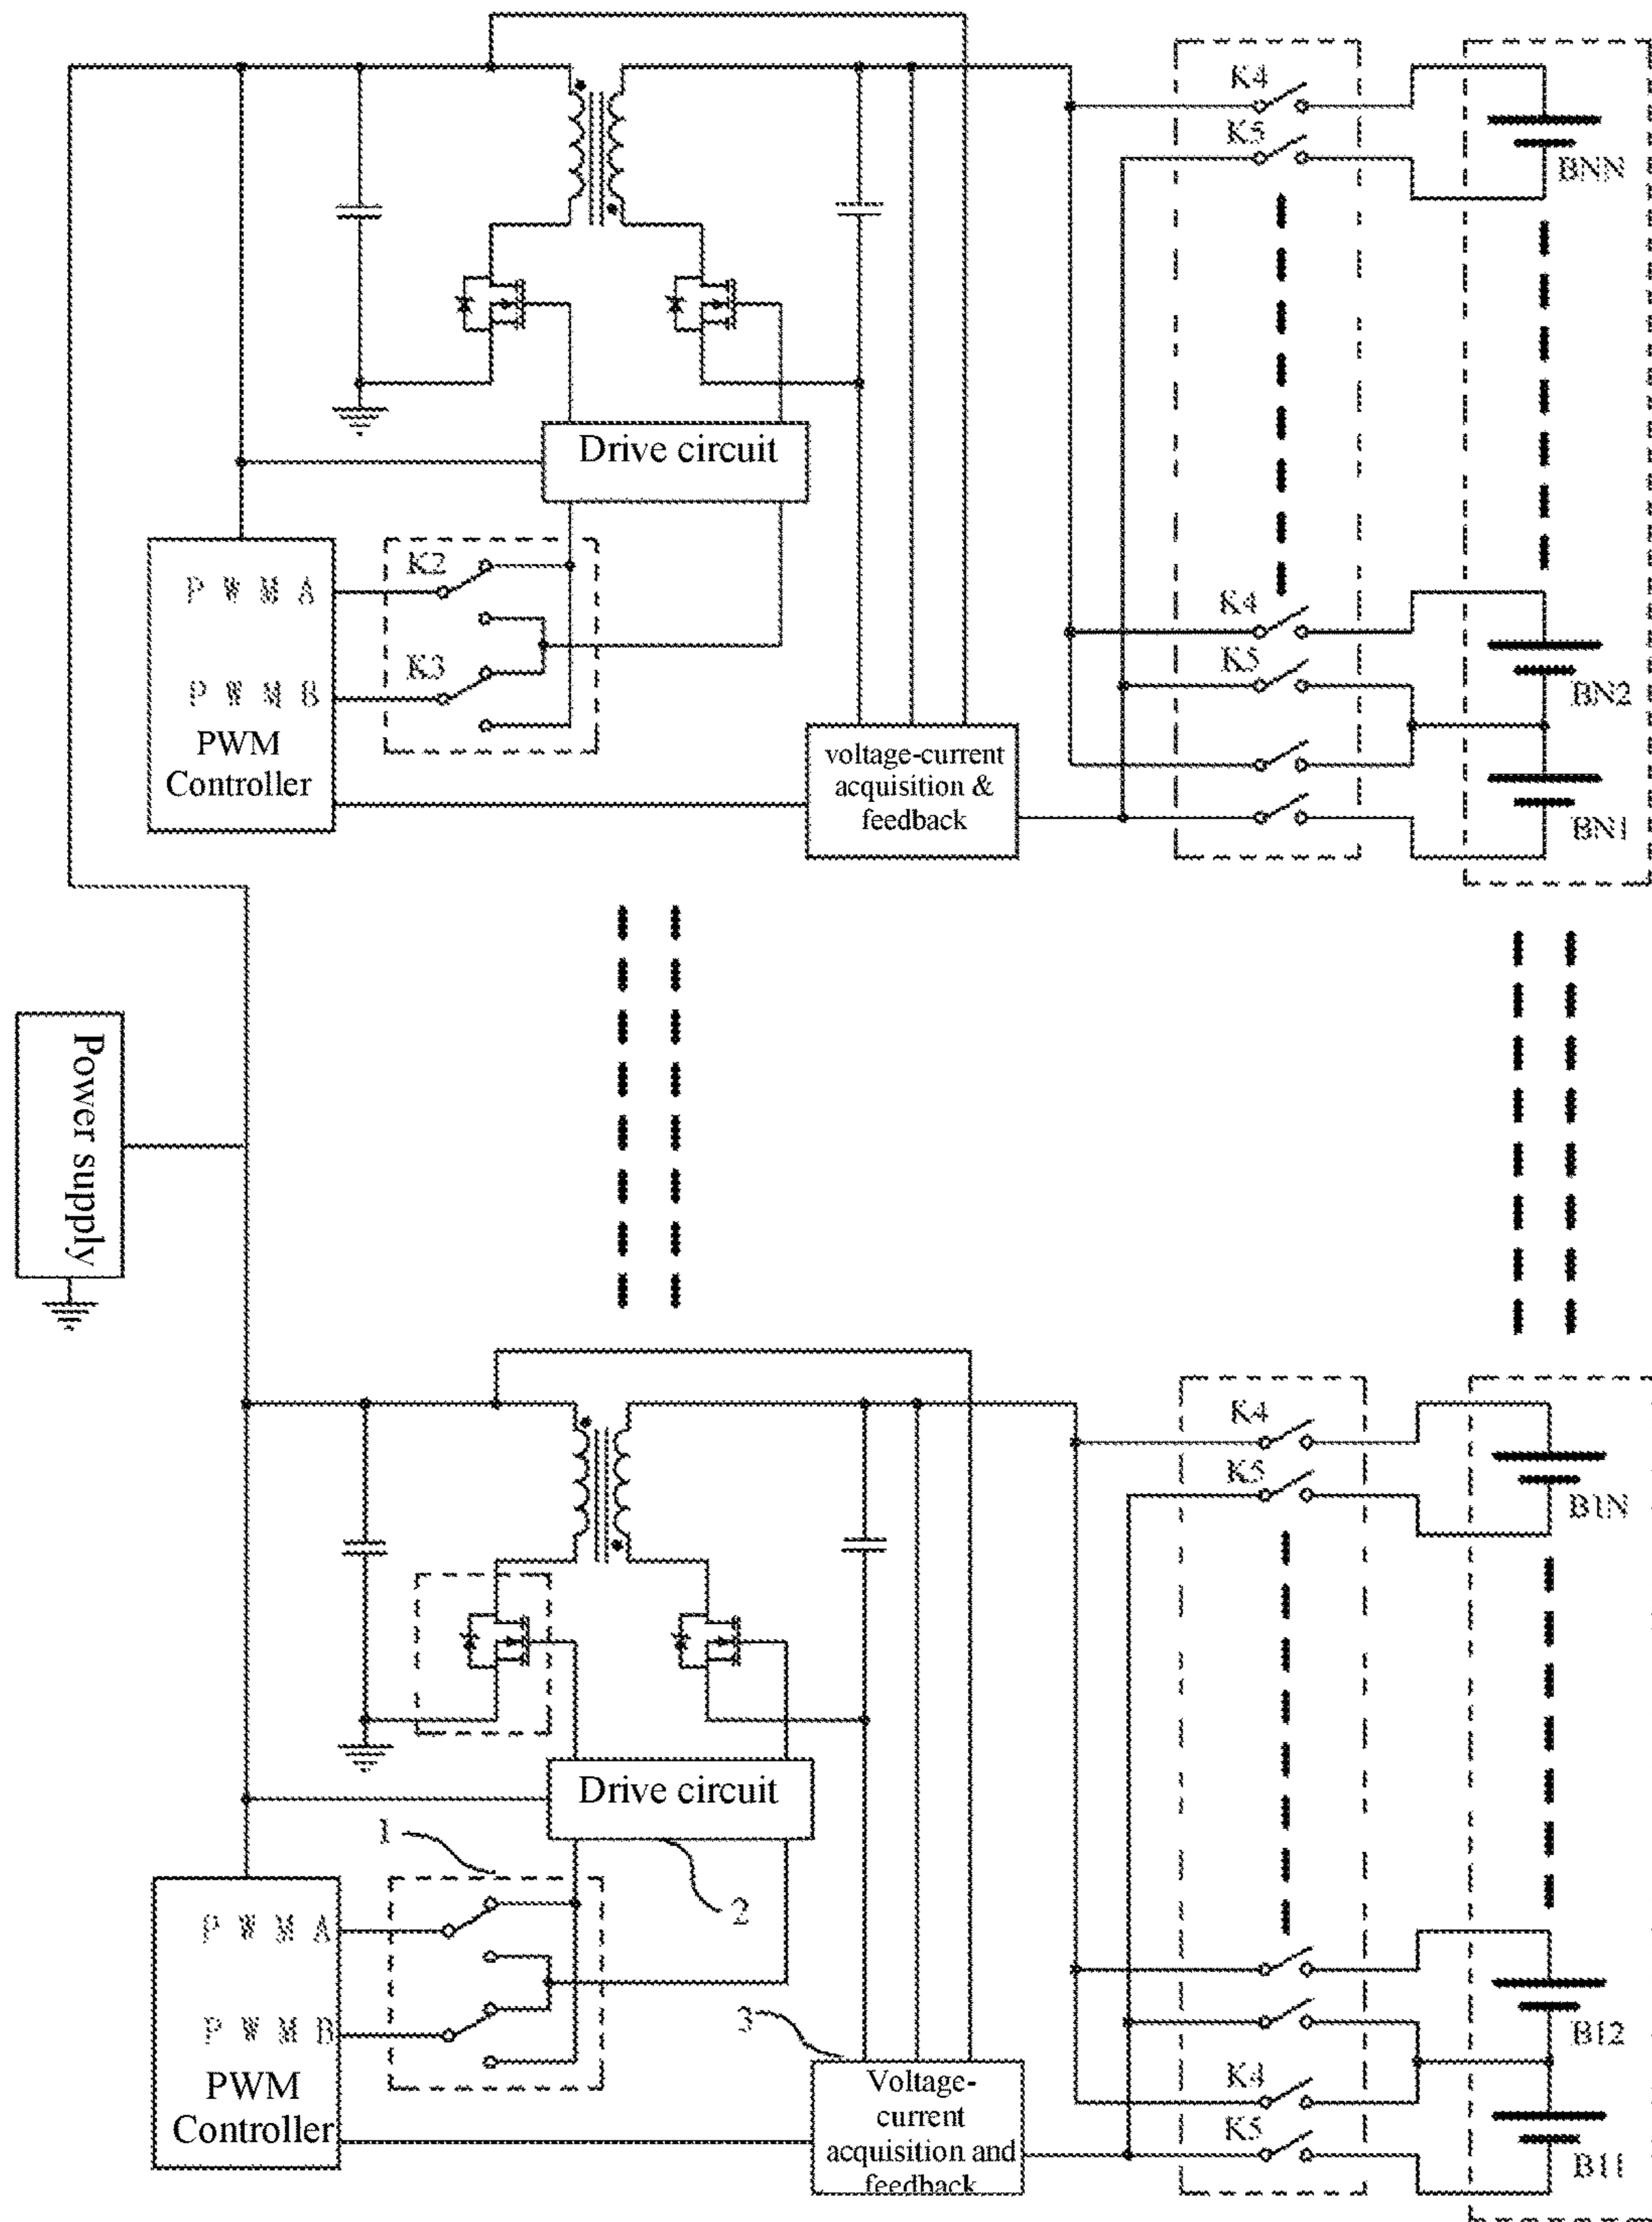 K4
K5
BNN
Drive circuit
K2
P W M A
K3
P W M B
PWM
Controller
voltage-current
acquisition &
feedback
K4
K5
BN2
BN1
Power supply
K4
K5
B1N
Drive circuit
1
2
P W M A
P W M B
PWM
Controller
3
Voltage-
current
acquisition and
feedback
B12
K4
K5
B11